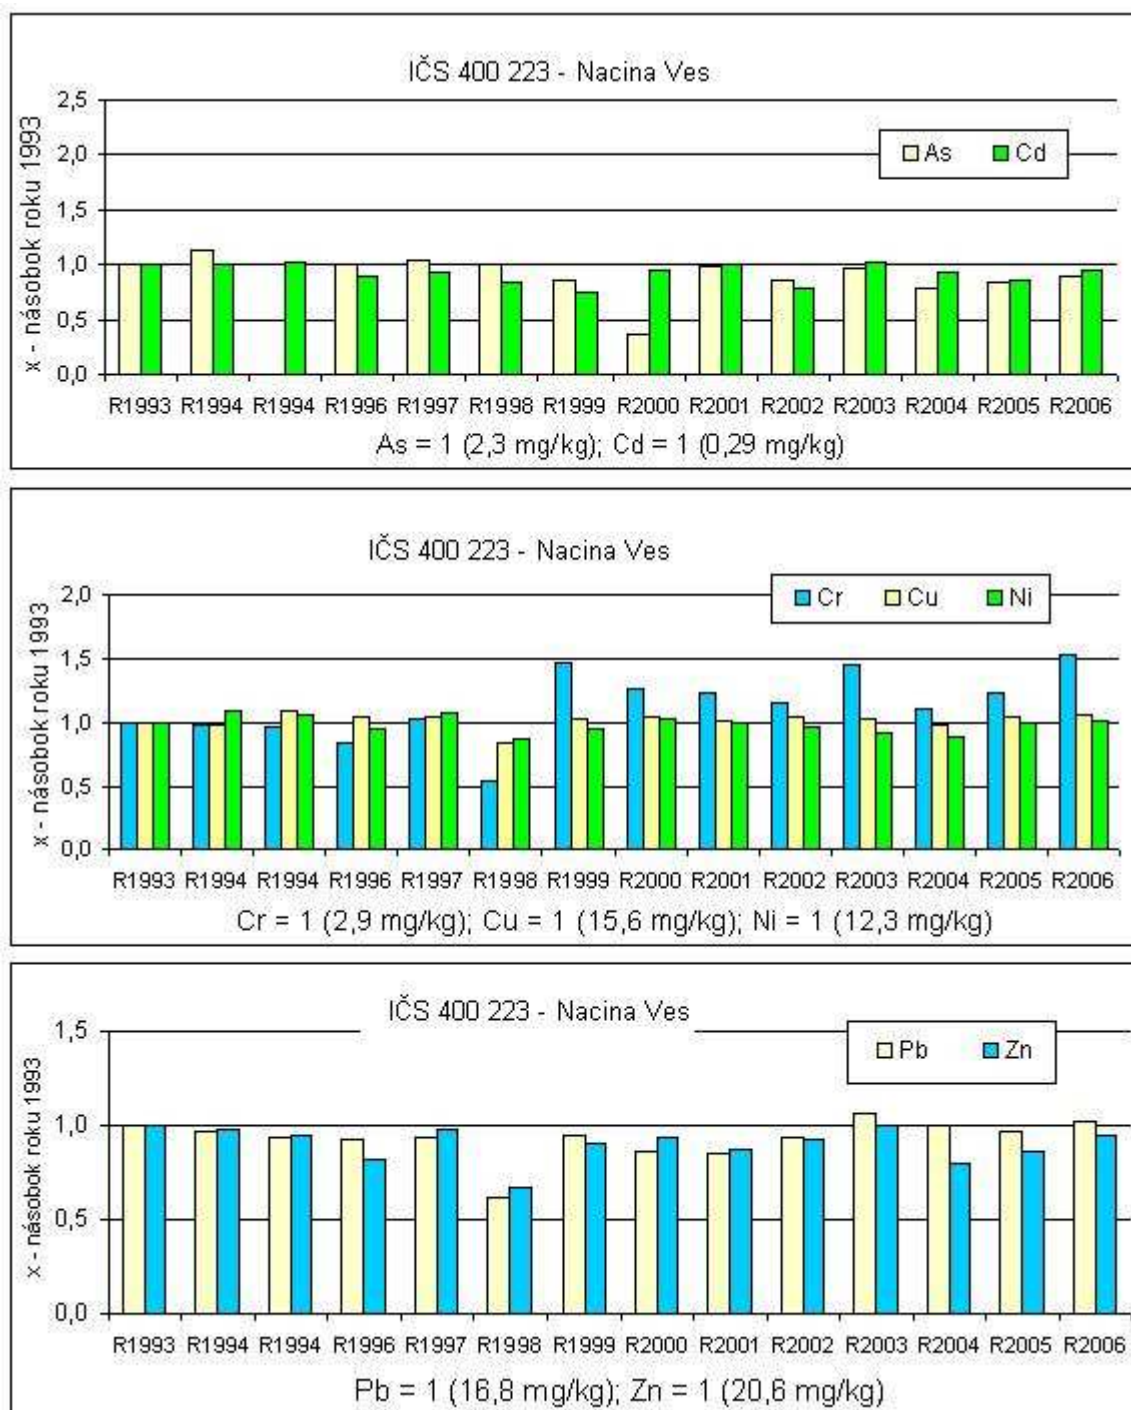 IČS 400 223 - Nacina Ves
x - násobok roku 1993
2,5
2,0
1,5
1,0
0,5
0,0
As Cd
R1993 R1994 R1994 R1996 R1997 R1998 R1999 R2000 R2001 R2002 R2003 R2004 R2005 R2006
As = 1 (2,3 mg/kg); Cd = 1 (0,29 mg/kg)
IČS 400 223 - Nacina Ves
x - násobok roku 1993
2,0
1,5
1,0
0,5
0,0
Cr Cu Ni
R1993 R1994 R1994 R1996 R1997 R1998 R1999 R2000 R2001 R2002 R2003 R2004 R2005 R2006
Cr = 1 (2,9 mg/kg); Cu = 1 (15,6 mg/kg); Ni = 1 (12,3 mg/kg)
IČS 400 223 - Nacina Ves
x - násobok roku 1993
1,5
1,0
0,5
0,0
Pb Zn
R1993 R1994 R1994 R1996 R1997 R1998 R1999 R2000 R2001 R2002 R2003 R2004 R2005 R2006
Pb = 1 (16,8 mg/kg); Zn = 1 (20,6 mg/kg)